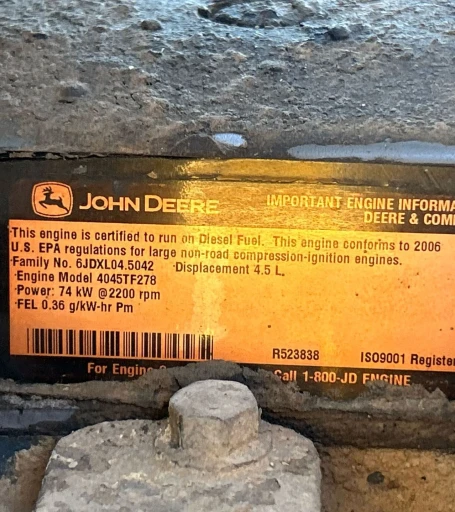 JOHN DEERE
IMPORTANT ENGINE INFORMA
DEERE & COM
·This engine is certified to run on Diesel Fuel. This engine conforms to 2006
U.S. EPA regulations for large non-road compression-ignition engines.
·Family No. 6JDXL04.5042 ·Displacement 4.5 L.
·Engine Model 4045TF278
·Power: 74 kW @2200 rpm
·FEL 0.36 g/kW-hr Pm
R523838 ISO9001 Register
For Engine Call 1-800-JD ENGINE